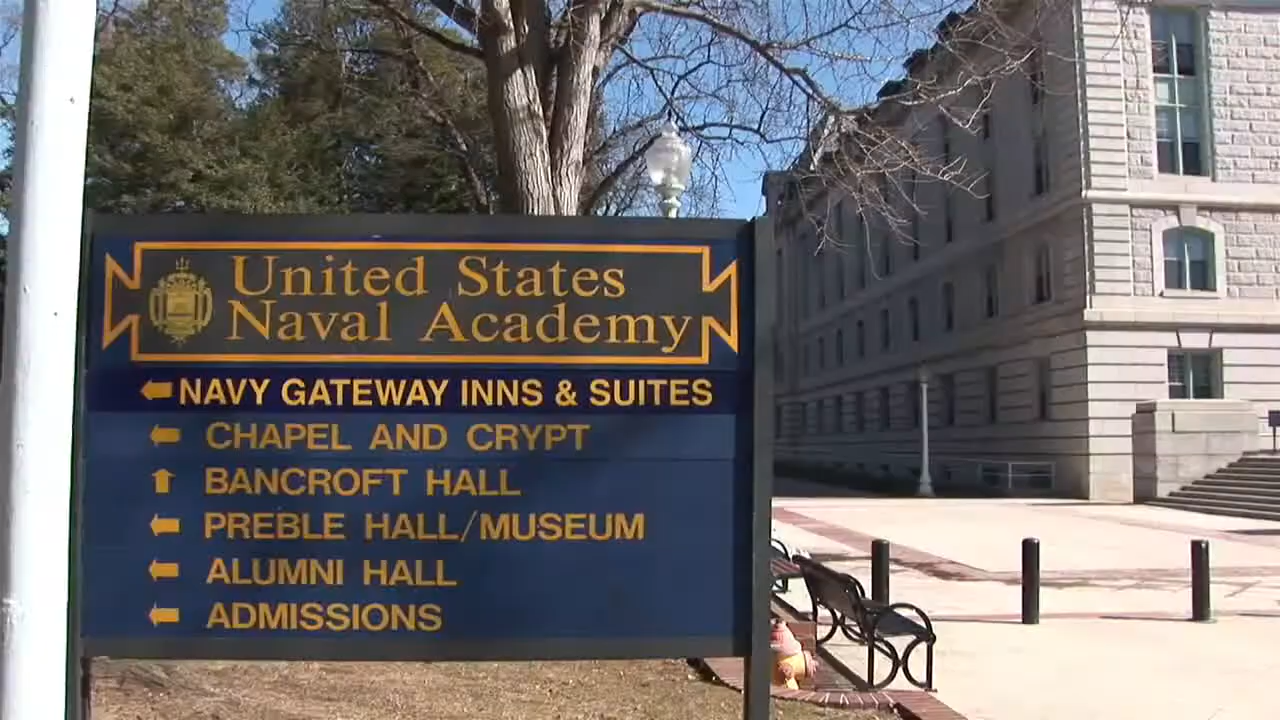 United States
Naval Academy
NAVY GATEWAY INNS & SUITES
CHAPEL AND CRYPT
BANCROFT HALL
PREBLE HALL/MUSEUM
ALUMNI HALL
ADMISSIONS